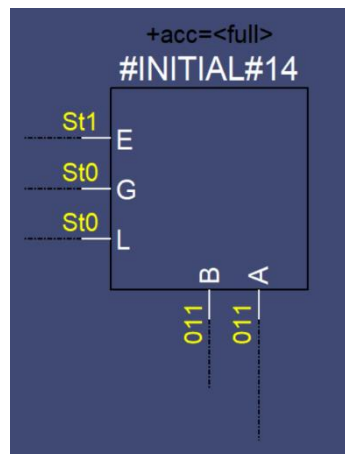 +acc=<full>
#INITIAL#14
St1
E
St0
G
St0
L
B
A
011
011